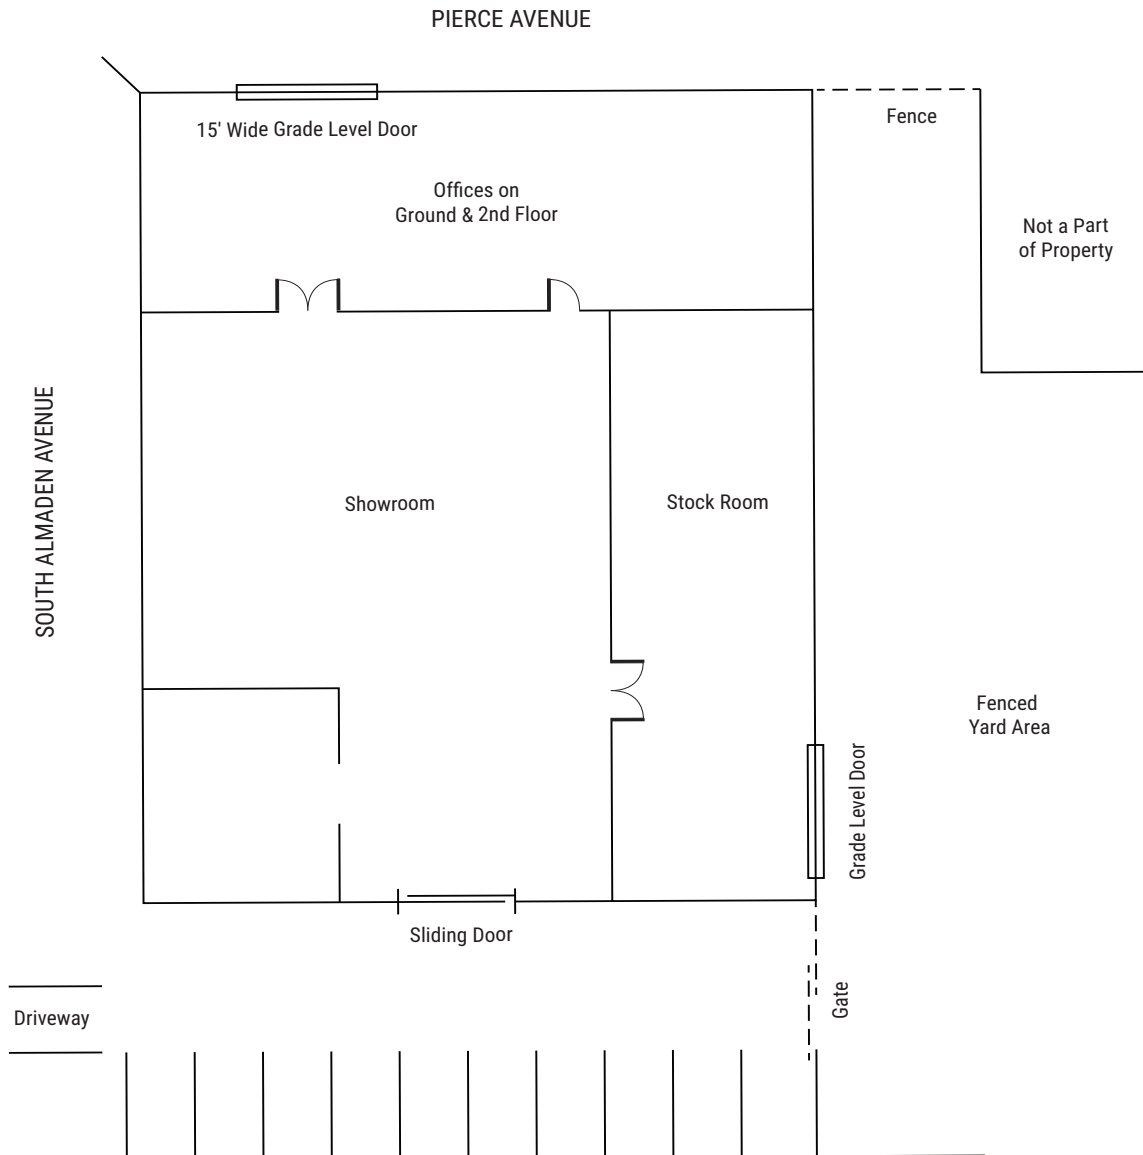 PIERCE AVENUE
15' Wide Grade Level Door
Fence
Offices on
Ground & 2nd Floor
Not a Part
of Property
SOUTH ALMADEN AVENUE
Showroom
Stock Room
Fenced
Yard Area
Grade Level Door
Sliding Door
Gate
Driveway